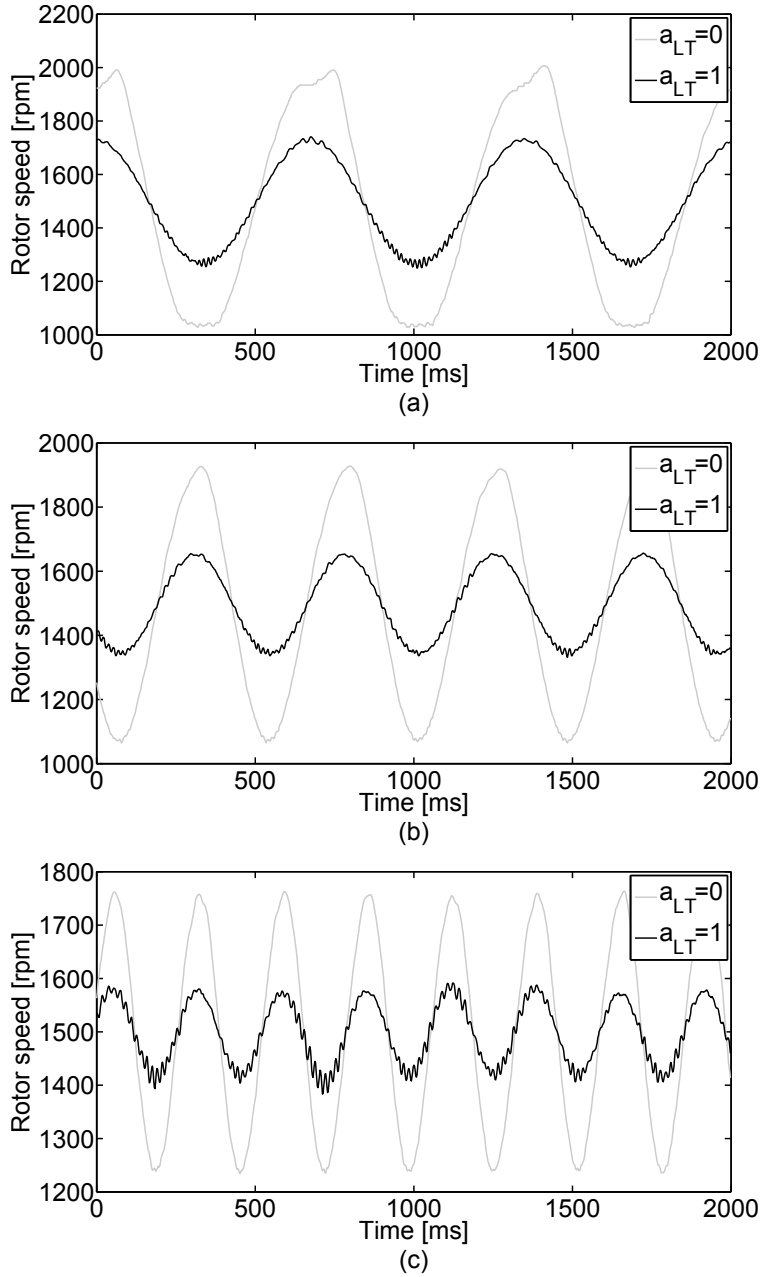 2200
2000
1800
1600
1400
1200
1000
Rotor speed [rpm]
a_LT=0
a_LT=1
0 500 1000 1500 2000
Time [ms]
(a)
2000
1800
1600
1400
1200
1000
Rotor speed [rpm]
a_LT=0
a_LT=1
0 500 1000 1500 2000
Time [ms]
(b)
1800
1700
1600
1500
1400
1300
1200
Rotor speed [rpm]
a_LT=0
a_LT=1
0 500 1000 1500 2000
Time [ms]
(c)